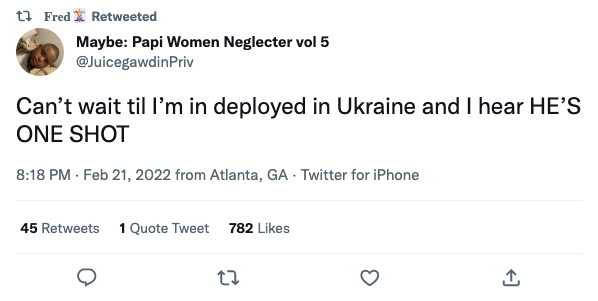 Fred🃏 Retweeted
Maybe: Papi Women Neglecter vol 5
@JuicegawdinPriv
Can’t wait til I’m in deployed in Ukraine and I hear HE’S
ONE SHOT
8:18 PM · Feb 21, 2022 from Atlanta, GA · Twitter for iPhone
45 Retweets 1 Quote Tweet 782 Likes